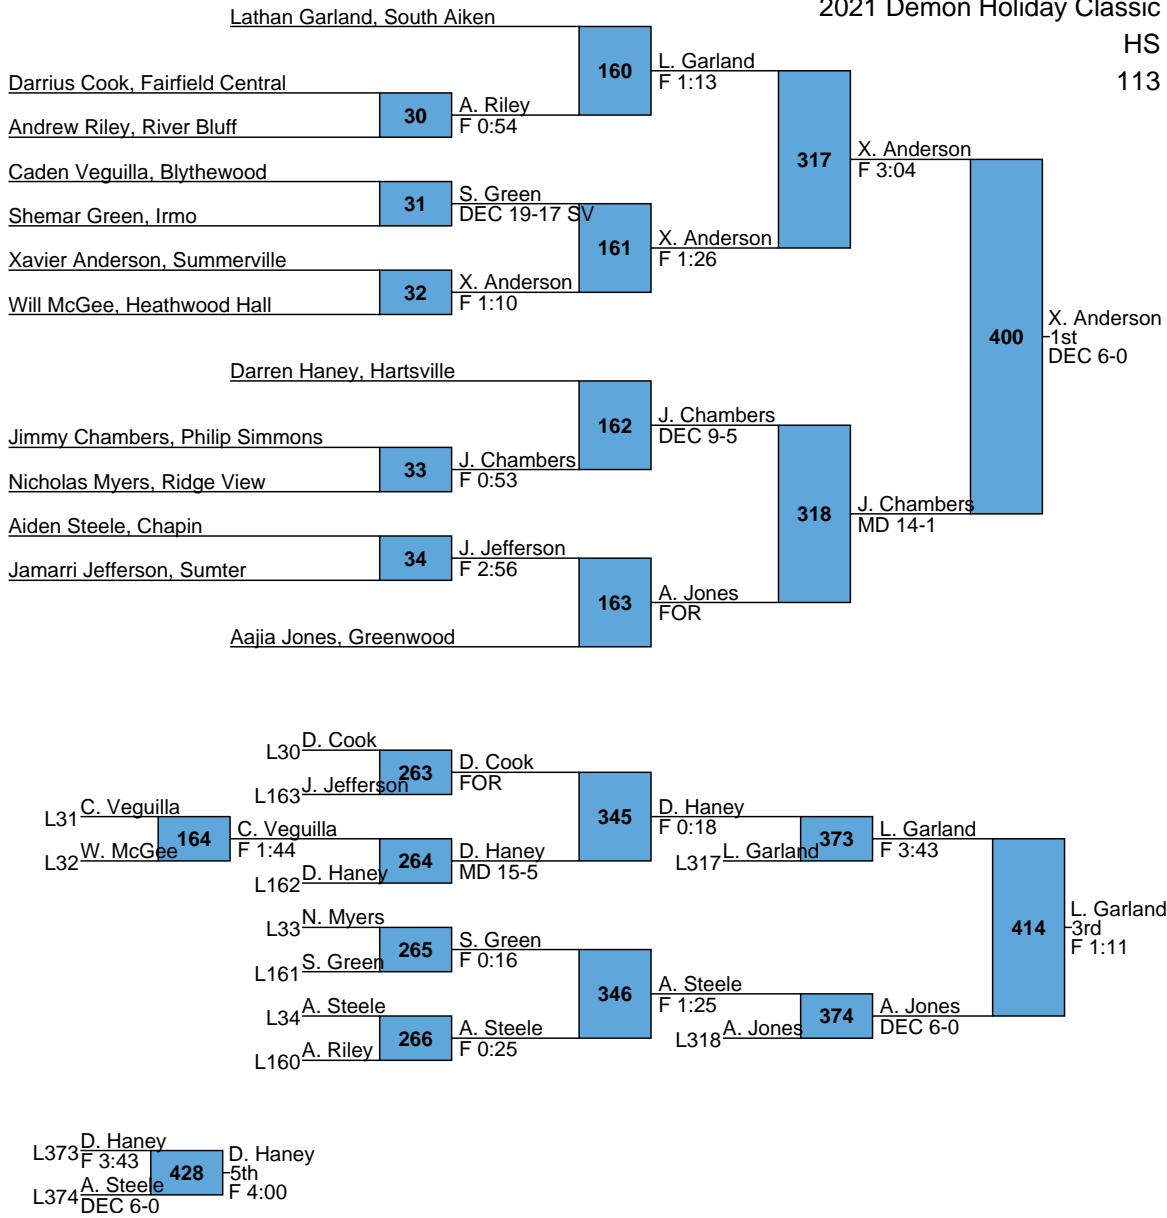 2021 Demon Holiday Classic
HS
113
Lathan Garland, South Aiken
160
L. Garland
F 1:13
Darrius Cook, Fairfield Central
30
A. Riley
F 0:54
Andrew Riley, River Bluff
317
X. Anderson
F 3:04
Caden Veguilla, Blythewood
31
S. Green
DEC 19-17 SV
Shemar Green, Irmo
161
X. Anderson
F 1:26
Xavier Anderson, Summerville
32
X. Anderson
F 1:10
Will McGee, Heathwood Hall
400
X. Anderson
1st
DEC 6-0
Darren Haney, Hartsville
162
J. Chambers
DEC 9-5
Jimmy Chambers, Philip Simmons
33
J. Chambers
F 0:53
Nicholas Myers, Ridge View
318
J. Chambers
MD 14-1
Aiden Steele, Chapin
34
J. Jefferson
F 2:56
Jamarri Jefferson, Sumter
163
A. Jones
FOR
Aajia Jones, Greenwood
L30
D. Cook
263
D. Cook
FOR
L163
J. Jefferson
345
D. Haney
F 0:18
L31
C. Veguilla
164
C. Veguilla
F 1:44
L32
W. McGee
264
D. Haney
MD 15-5
L162
D. Haney
373
L. Garland
F 3:43
L317
L. Garland
L33
N. Myers
265
S. Green
F 0:16
L161
S. Green
414
L. Garland
3rd
F 1:11
346
A. Steele
F 1:25
L34
A. Steele
266
A. Steele
F 0:25
L160
A. Riley
374
A. Jones
DEC 6-0
L318
A. Jones
L373
D. Haney
F 3:43
428
D. Haney
5th
F 4:00
L374
A. Steele
DEC 6-0